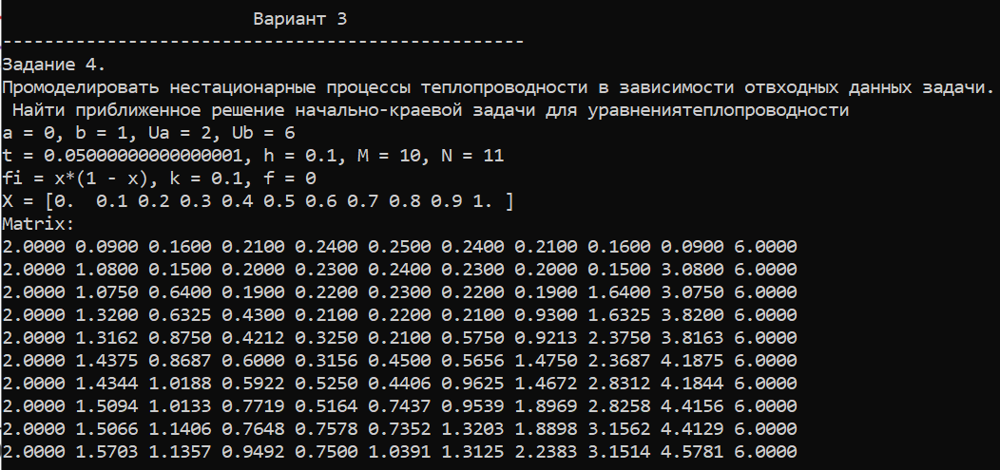 Вариант 3
--------------------------------------------------
Задание 4.
Промоделировать нестационарные процессы теплопроводности в зависимости отвходных данных задачи.
Найти приближенное решение начально-краевой задачи для уравнениятеплопроводности
a = 0, b = 1, Ua = 2, Ub = 6
t = 0.05000000000000001, h = 0.1, M = 10, N = 11
fi = x*(1 - x), k = 0.1, f = 0
X = [0.  0.1 0.2 0.3 0.4 0.5 0.6 0.7 0.8 0.9 1. ]
Matrix:
2.0000 0.0900 0.1600 0.2100 0.2400 0.2500 0.2400 0.2100 0.1600 0.0900 6.0000
2.0000 1.0800 0.1500 0.2000 0.2300 0.2400 0.2300 0.2000 0.1500 3.0800 6.0000
2.0000 1.0750 0.6400 0.1900 0.2200 0.2300 0.2200 0.1900 1.6400 3.0750 6.0000
2.0000 1.3200 0.6325 0.4300 0.2100 0.2200 0.2100 0.9300 1.6325 3.8200 6.0000
2.0000 1.3162 0.8750 0.4212 0.3250 0.2100 0.5750 0.9213 2.3750 3.8163 6.0000
2.0000 1.4375 0.8687 0.6000 0.3156 0.4500 0.5656 1.4750 2.3687 4.1875 6.0000
2.0000 1.4344 1.0188 0.5922 0.5250 0.4406 0.9625 1.4672 2.8312 4.1844 6.0000
2.0000 1.5094 1.0133 0.7719 0.5164 0.7437 0.9539 1.8969 2.8258 4.4156 6.0000
2.0000 1.5066 1.1406 0.7648 0.7578 0.7352 1.3203 1.8898 3.1562 4.4129 6.0000
2.0000 1.5703 1.1357 0.9492 0.7500 1.0391 1.3125 2.2383 3.1514 4.5781 6.0000